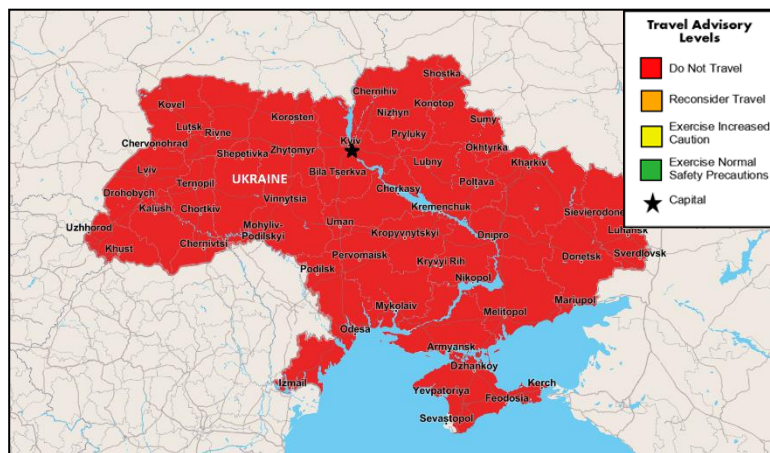 Travel Advisory
Levels
Do Not Travel
Reconsider Travel
Exercise Increased
Caution
Exercise Normal
Safety Precautions
Capital
Shostka
Chernihiv
Konotop
Kovel
Nizhyn
Sumy
Korosten
Lutsk
Rivne
Pryluky
Kyiv
Okhtyrka
Chervonohrad
Shepetivka
Zhytomyr
Lubny
Kharkiv
Lviv
Bila Tserkva
UKRAINE
Ternopil
Poltava
Drohobych
Cherkasy
Vinnytsia
Kalush
Chortkiv
Kremenchuk
Uman
Uzhhorod
Mohyliv-
Podilskyi
Kropyvnytskyi
Dnipro
Luhansk
Khust
Chernivtsi
Pervomaisk
Donetsk
Sverdlovsk
Podilsk
Kryvyi Rih
Nikopol
Mariupol
Mykolaiv
Melitopol
Odesa
Armyansk
Dzhankoy
Izmail
Yevpatoriya
Kerch
Feodosia
Sevastopol